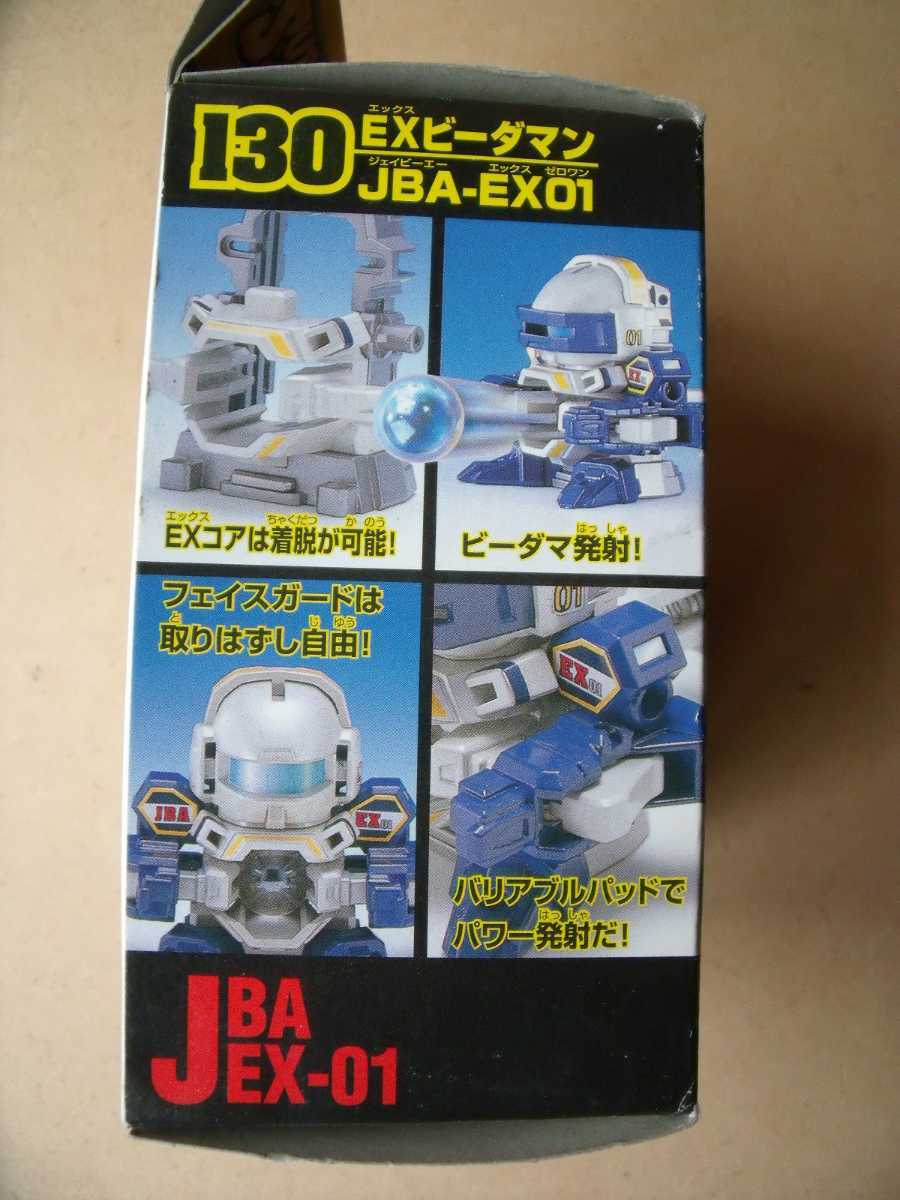 130
エックス
EXビーダマン
ジェイビーエー エックス ゼロワン
JBA-EX01
01
EX01
エックス ちゃくだつ かのう
EXコアは着脱が可能!
はっしゃ
ビーダマ発射!
フェイスガードは
と じゆう
取りはずし自由!
JBA
EX01
01
EX01
バリアブルパッドで
はっしゃ
パワー発射だ!
JBA
EX-01